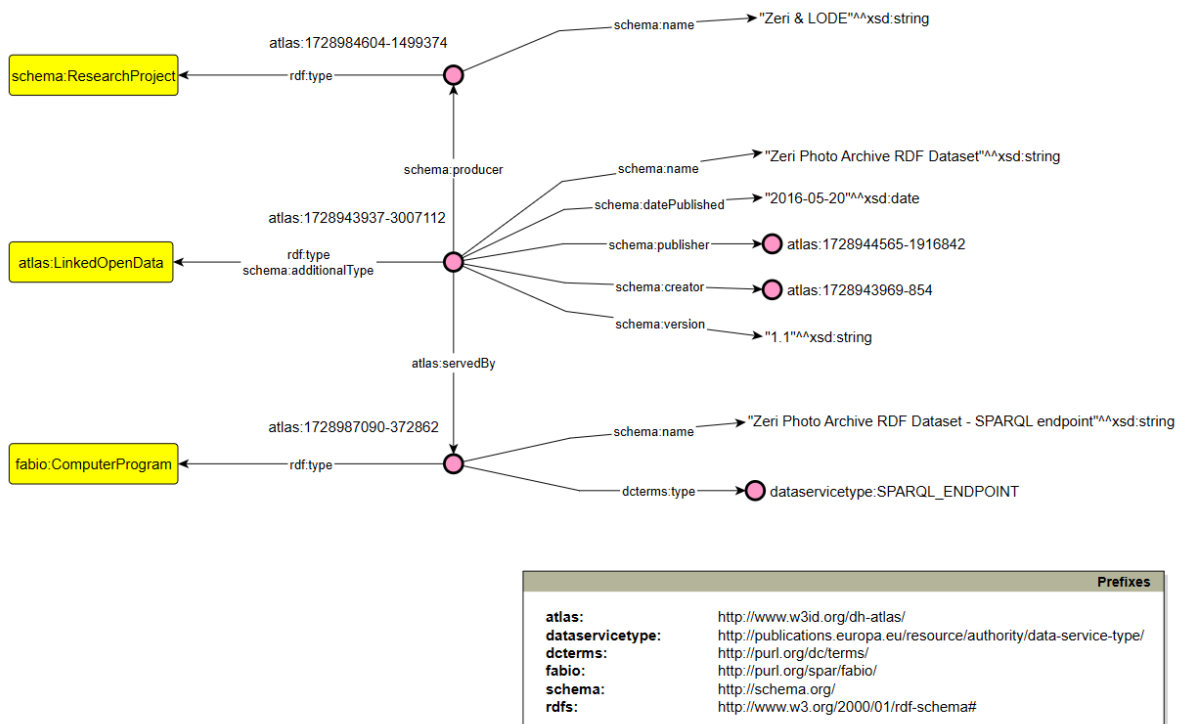 schema:name
"Zeri & LODE"^^xsd:string
atlas:1728984604-1499374
schema:ResearchProject
rdf:type
schema:producer
schema:name
"Zeri Photo Archive RDF Dataset"^^xsd:string
schema:datePublished
"2016-05-20"^^xsd:date
atlas:1728943937-3007112
schema:publisher
atlas:1728944565-1916842
atlas:LinkedOpenData
rdf:type
schema:additionalType
schema:creator
atlas:1728943969-854
schema:version
"1.1"^^xsd:string
atlas:servedBy
atlas:1728987090-372862
schema:name
"Zeri Photo Archive RDF Dataset - SPARQL endpoint"^^xsd:string
fabio:ComputerProgram
rdf:type
dcterms:type
dataservicetype:SPARQL_ENDPOINT
Prefixes
atlas: http://www.w3id.org/dh-atlas/
dataservicetype: http://publications.europa.eu/resource/authority/data-service-type/
dcterms: http://purl.org/dc/terms/
fabio: http://purl.org/spar/fabio/
schema: http://schema.org/
rdfs: http://www.w3.org/2000/01/rdf-schema#